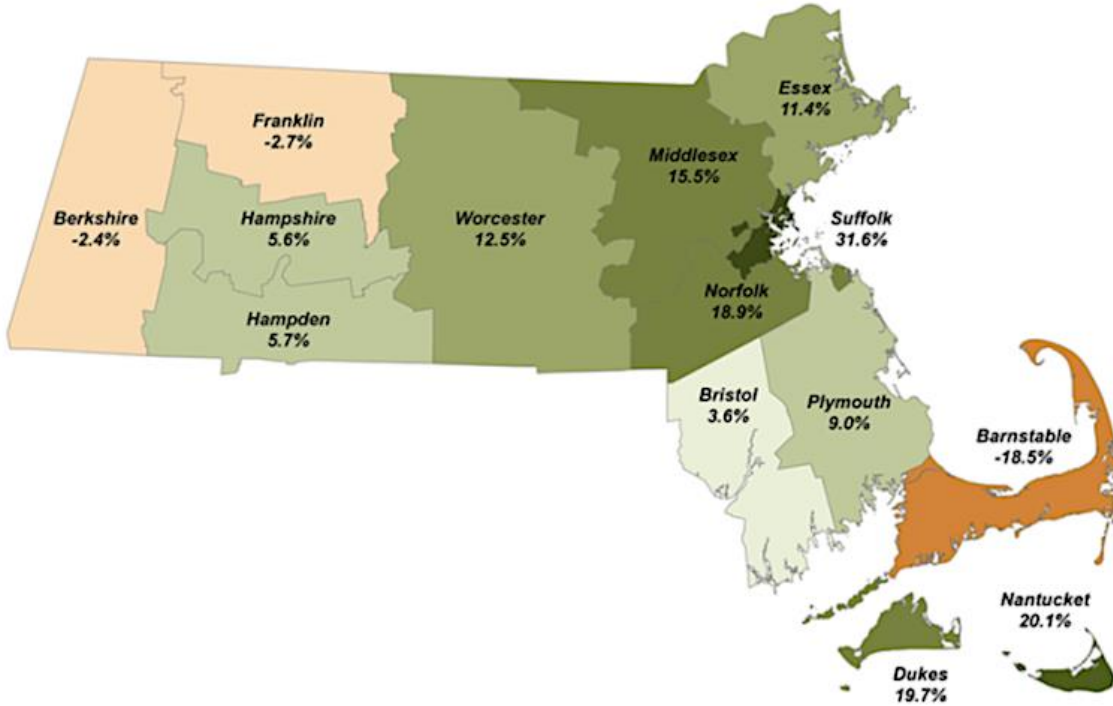 Essex
11.4%
Franklin
-2.7%
Middlesex
15.5%
Berkshire
-2.4%
Hampshire
5.6%
Worcester
12.5%
Suffolk
31.6%
Norfolk
18.9%
Hampden
5.7%
Bristol
3.6%
Plymouth
9.0%
Barnstable
-18.5%
Nantucket
20.1%
Dukes
19.7%